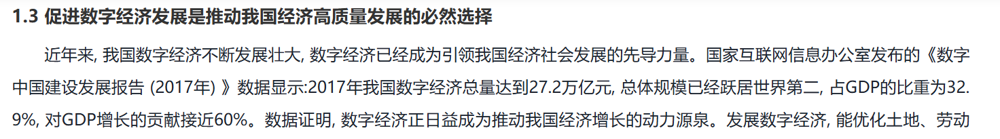 1.3 促进数字经济发展是推动我国经济高质量发展的必然选择
近年来, 我国数字经济不断发展壮大, 数字经济已经成为引领我国经济社会发展的先导力量。国家互联网信息办公室发布的《数字
中国建设发展报告 (2017年) 》数据显示:2017年我国数字经济总量达到27.2万亿元, 总体规模已经跃居世界第二, 占GDP的比重为32.
9%, 对GDP增长的贡献接近60%。数据证明, 数字经济正日益成为推动我国经济增长的动力源泉。发展数字经济, 能优化土地、劳动